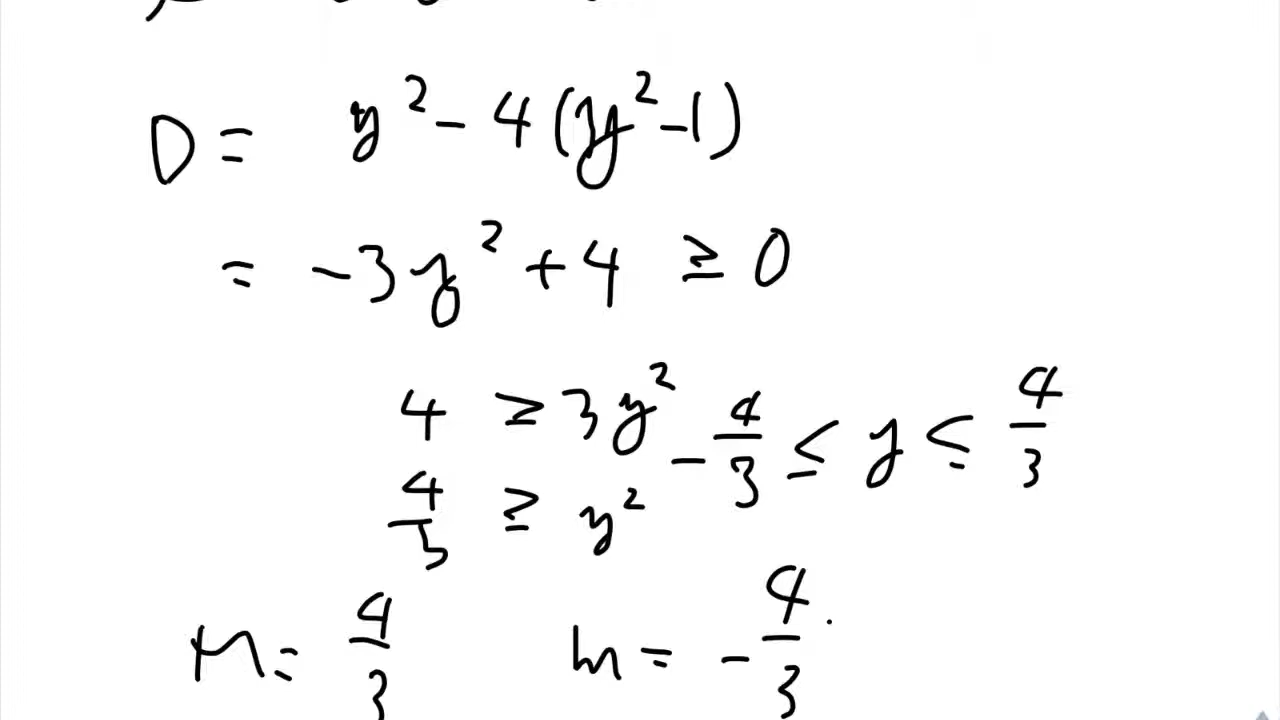 D = y² - 4(y² - 1)
= -3y² + 4 ≥ 0
4 ≥ 3y²
-4/3 ≤ y ≤ 4/3
4/3 ≥ y²
M = 4/3 m = -4/3.